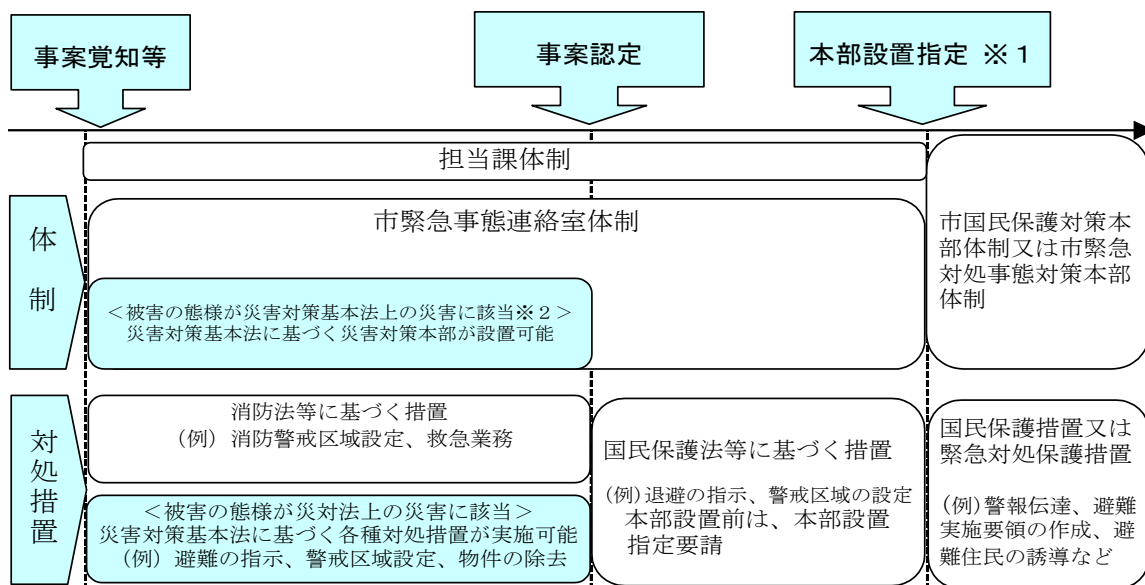 事案覚知等
事案認定
本部設置指定 ※1
担当課体制
体制
市緊急事態連絡室体制
<被害の態様が災害対策基本法上の災害に該当※2>
災害対策基本法に基づく災害対策本部が設置可能
市国民保護対策本
部体制又は市緊急
対処事態対策本部
体制
対処措置
消防法等に基づく措置
(例)消防警戒区域設定、救急業務
<被害の態様が災対法上の災害に該当>
災害対策基本法に基づく各種対処措置が実施可能
(例)避難の指示、警戒区域設定、物件の除去
国民保護法等に基づく措置
(例)退避の指示、警戒区域の設定
本部設置前は、本部設置
指定要請
国民保護措置又は
緊急対処保護措置
(例)警報伝達、避難
実施要領の作成、避
難住民の誘導など